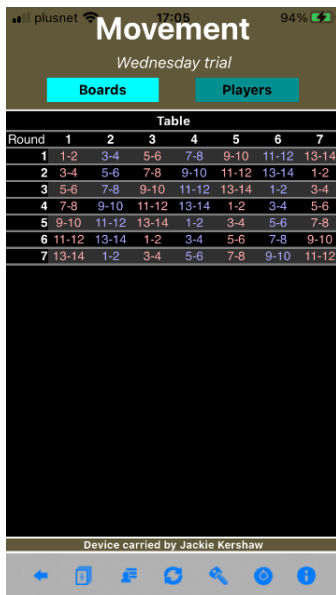 plusnet 17:05 94%
Movement
Wednesday trial
Boards Players
Table
Round 1 2 3 4 5 6 7
1 1-2 3-4 5-6 7-8 9-10 11-12 13-14
2 3-4 5-6 7-8 9-10 11-12 13-14 1-2
3 5-6 7-8 9-10 11-12 13-14 1-2 3-4
4 7-8 9-10 11-12 13-14 1-2 3-4 5-6
5 9-10 11-12 13-14 1-2 3-4 5-6 7-8
6 11-12 13-14 1-2 3-4 5-6 7-8 9-10
7 13-14 1-2 3-4 5-6 7-8 9-10 11-12
Device carried by Jackie Kershaw